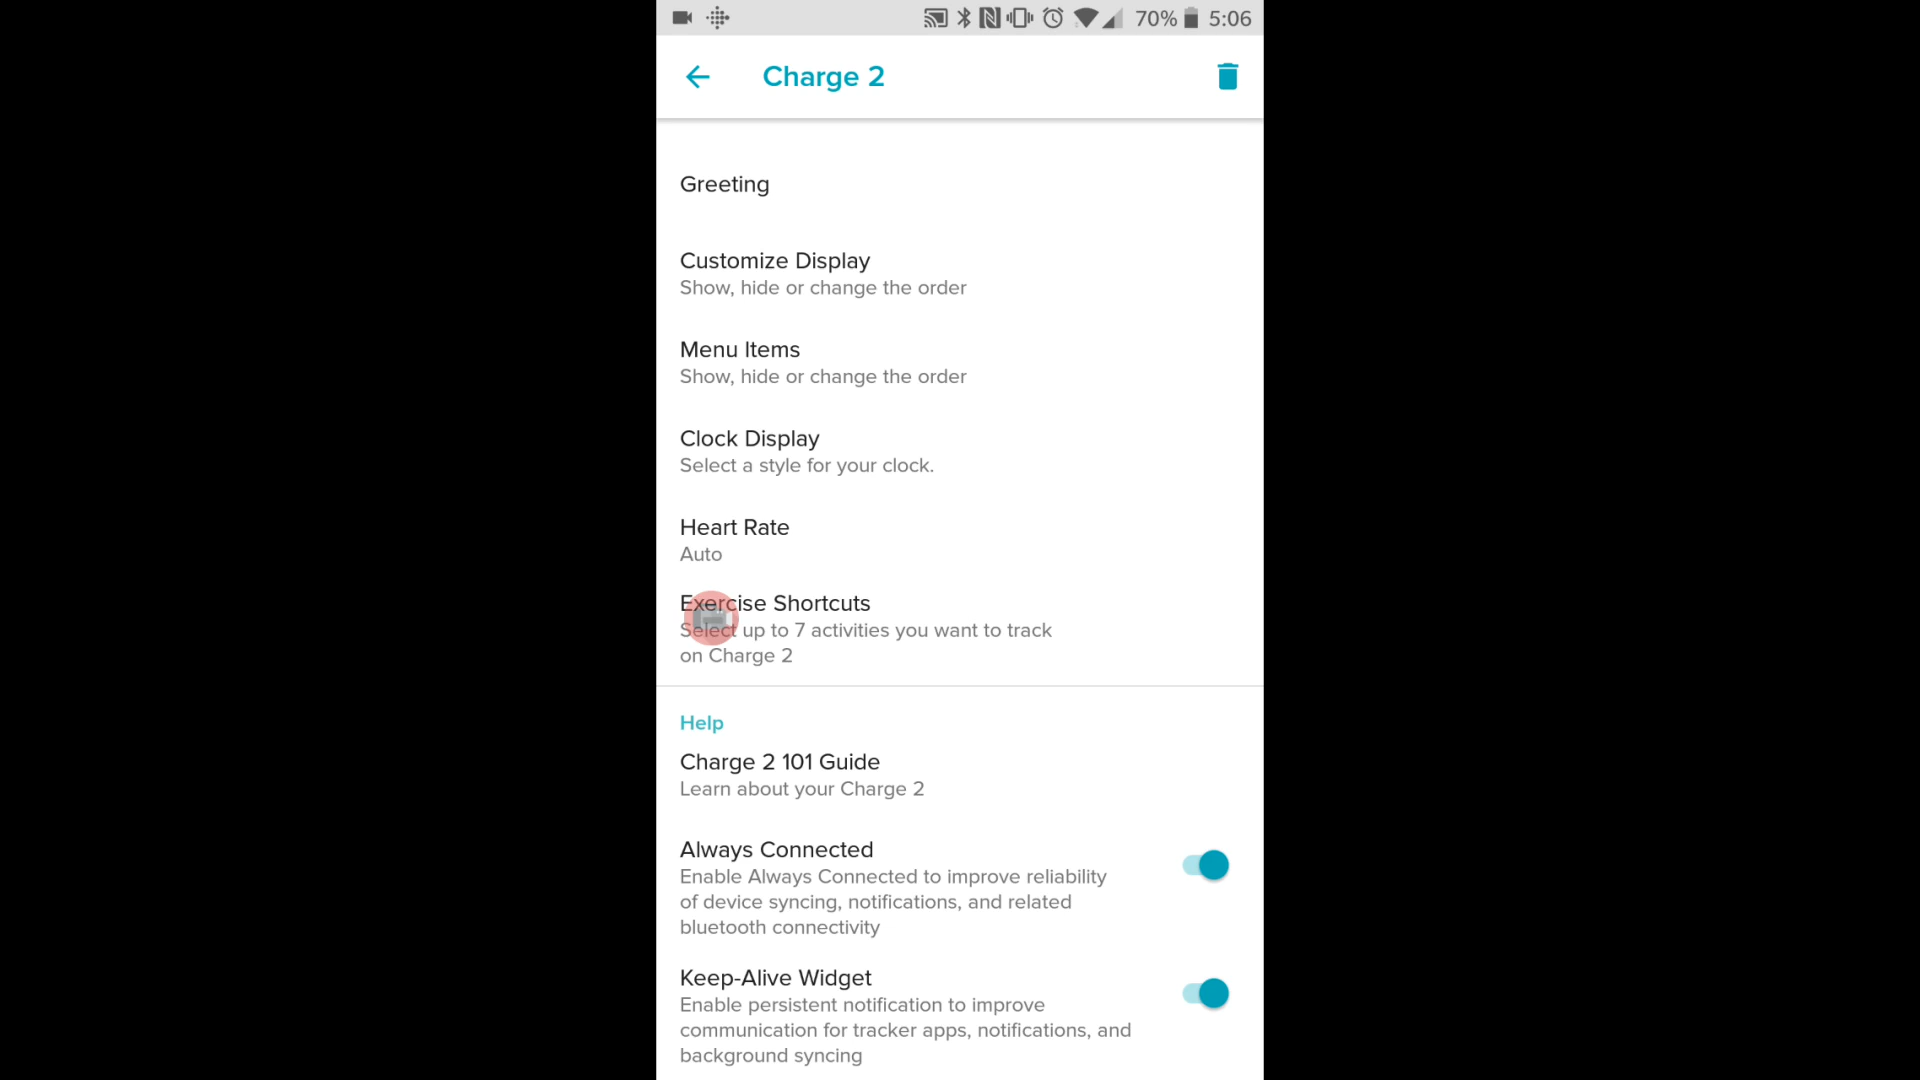 70% 5:06
Charge 2
Greeting
Customize Display
Show, hide or change the order
Menu Items
Show, hide or change the order
Clock Display
Select a style for your clock.
Heart Rate
Auto
Exercise Shortcuts
Select up to 7 activities you want to track
on Charge 2
Help
Charge 2 101 Guide
Learn about your Charge 2
Always Connected
Enable Always Connected to improve reliability
of device syncing, notifications, and related
bluetooth connectivity
Keep-Alive Widget
Enable persistent notification to improve
communication for tracker apps, notifications, and
background syncing